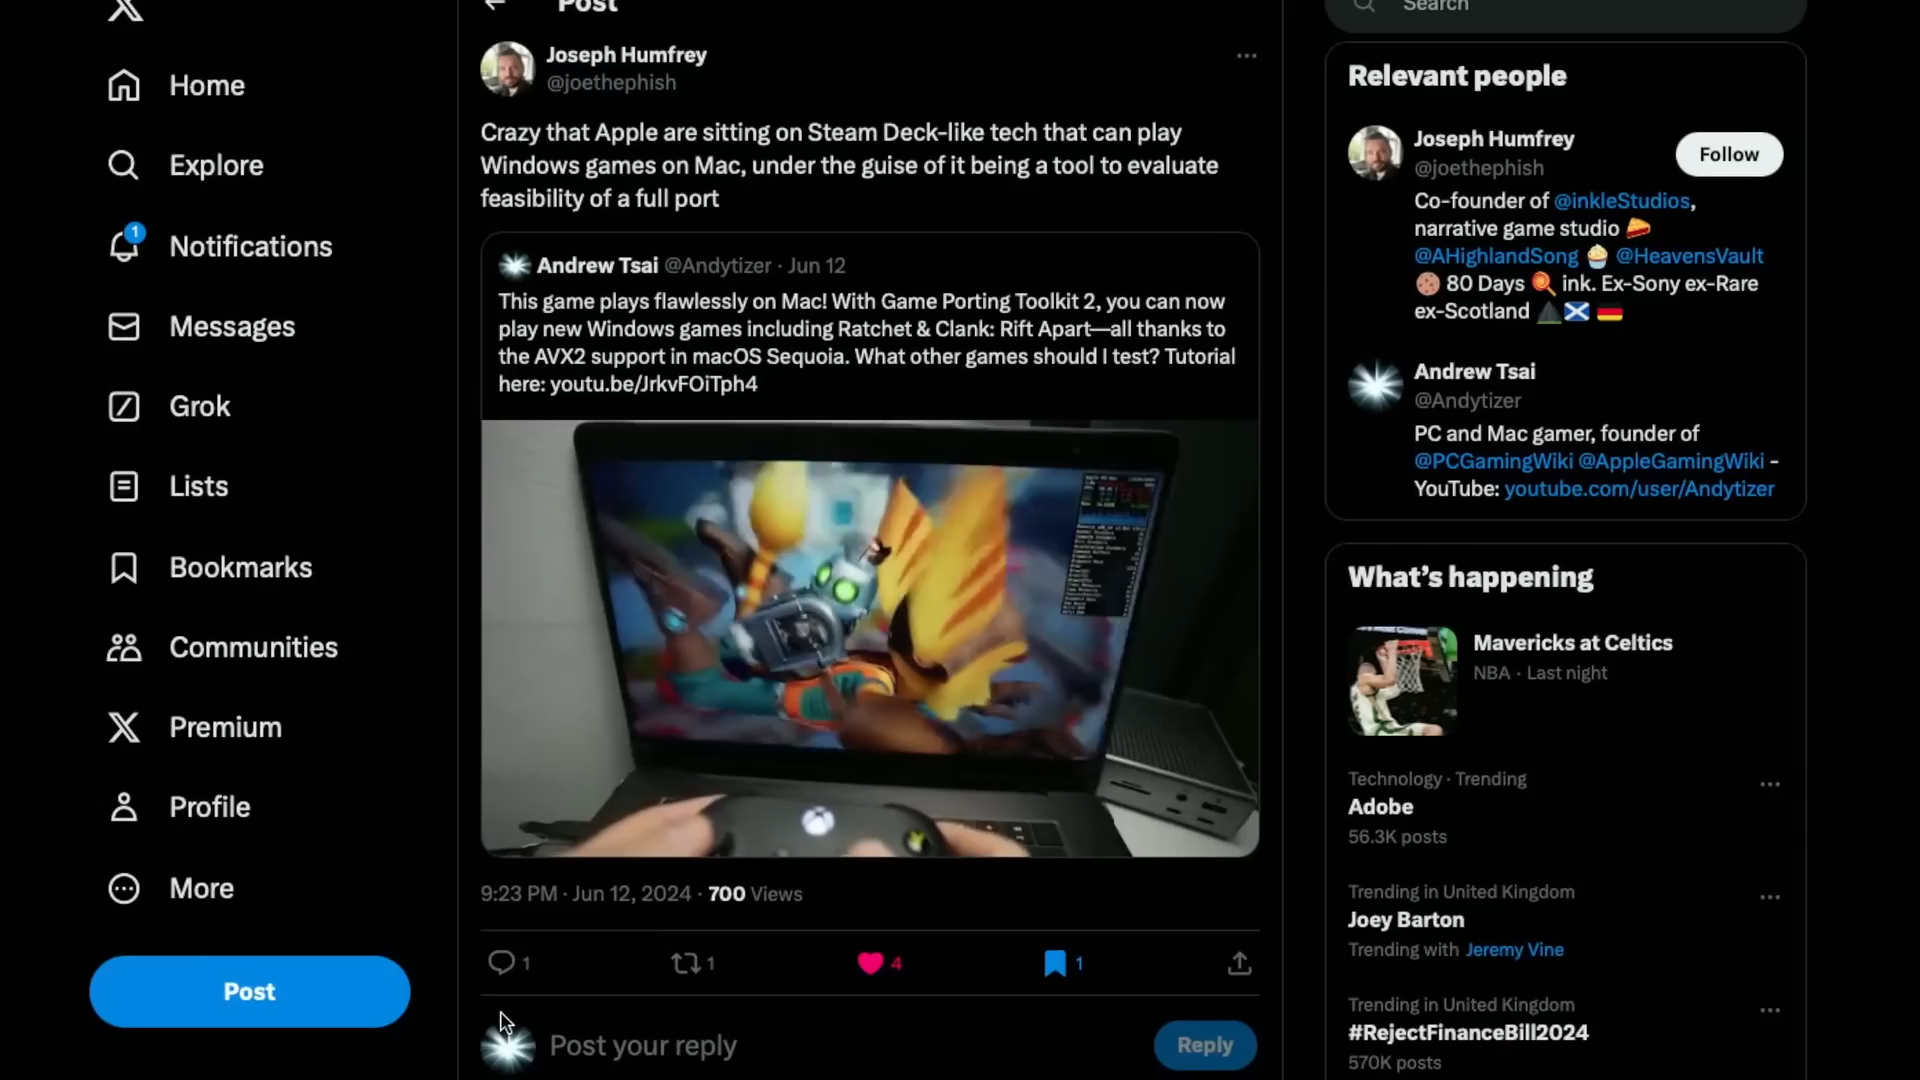 Home
Explore
1
Notifications
Messages
Grok
Lists
Bookmarks
Communities
Premium
Profile
More
Post
Post
Joseph Humfrey
@joethephish
Crazy that Apple are sitting on Steam Deck-like tech that can play
Windows games on Mac, under the guise of it being a tool to evaluate
feasibility of a full port
Andrew Tsai @Andytizer · Jun 12
This game plays flawlessly on Mac! With Game Porting Toolkit 2, you can now
play new Windows games including Ratchet & Clank: Rift Apart—all thanks to
the AVX2 support in macOS Sequoia. What other games should I test? Tutorial
here: youtu.be/JrkvFOiTph4
9:23 PM · Jun 12, 2024 · 700 Views
1 1 4 1
Post your reply
Reply
Search
Relevant people
Joseph Humfrey
@joethephish
Follow
Co-founder of @inkleStudios,
narrative game studio 🍰
@AHighlandSong 🧁 @HeavensVault
🍪 80 Days 🍭 ink. Ex-Sony ex-Rare
ex-Scotland
Andrew Tsai
@Andytizer
PC and Mac gamer, founder of
@PCGamingWiki @AppleGamingWiki -
YouTube: youtube.com/user/Andytizer
What's happening
Mavericks at Celtics
NBA · Last night
Technology · Trending
Adobe
56.3K posts
Trending in United Kingdom
Joey Barton
Trending with Jeremy Vine
Trending in United Kingdom
#RejectFinanceBill2024
570K posts